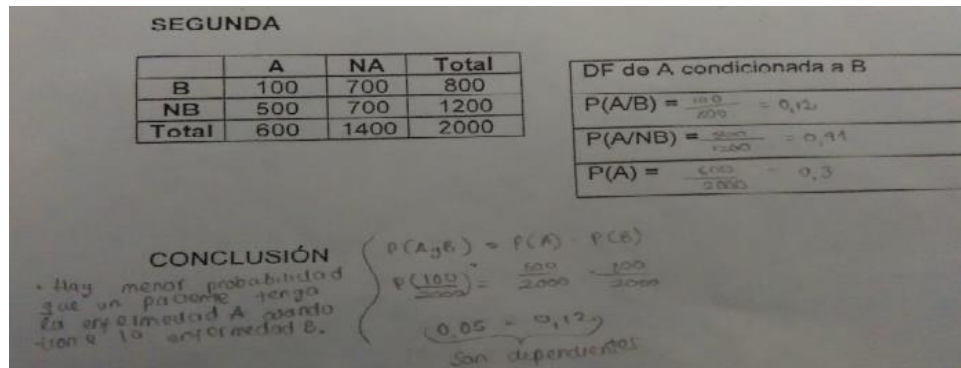 SEGUNDA
A NA Total
B 100 700 800
NB 500 700 1200
Total 600 1400 2000
DF de A condicionada a B
P(A/B) = 100/800 = 0,12
P(A/NB) = 500/1200 = 0,41
P(A) = 600/2000 = 0,3
CONCLUSIÓN
· Hay menor probabilidad
que un paciente tenga
la enfermedad A cuando
tiene la enfermedad B.
P(AyB) = P(A) · P(B)
P(100/2000) = 600/2000 · 800/2000
0,05 = 0,12
Son dependientes